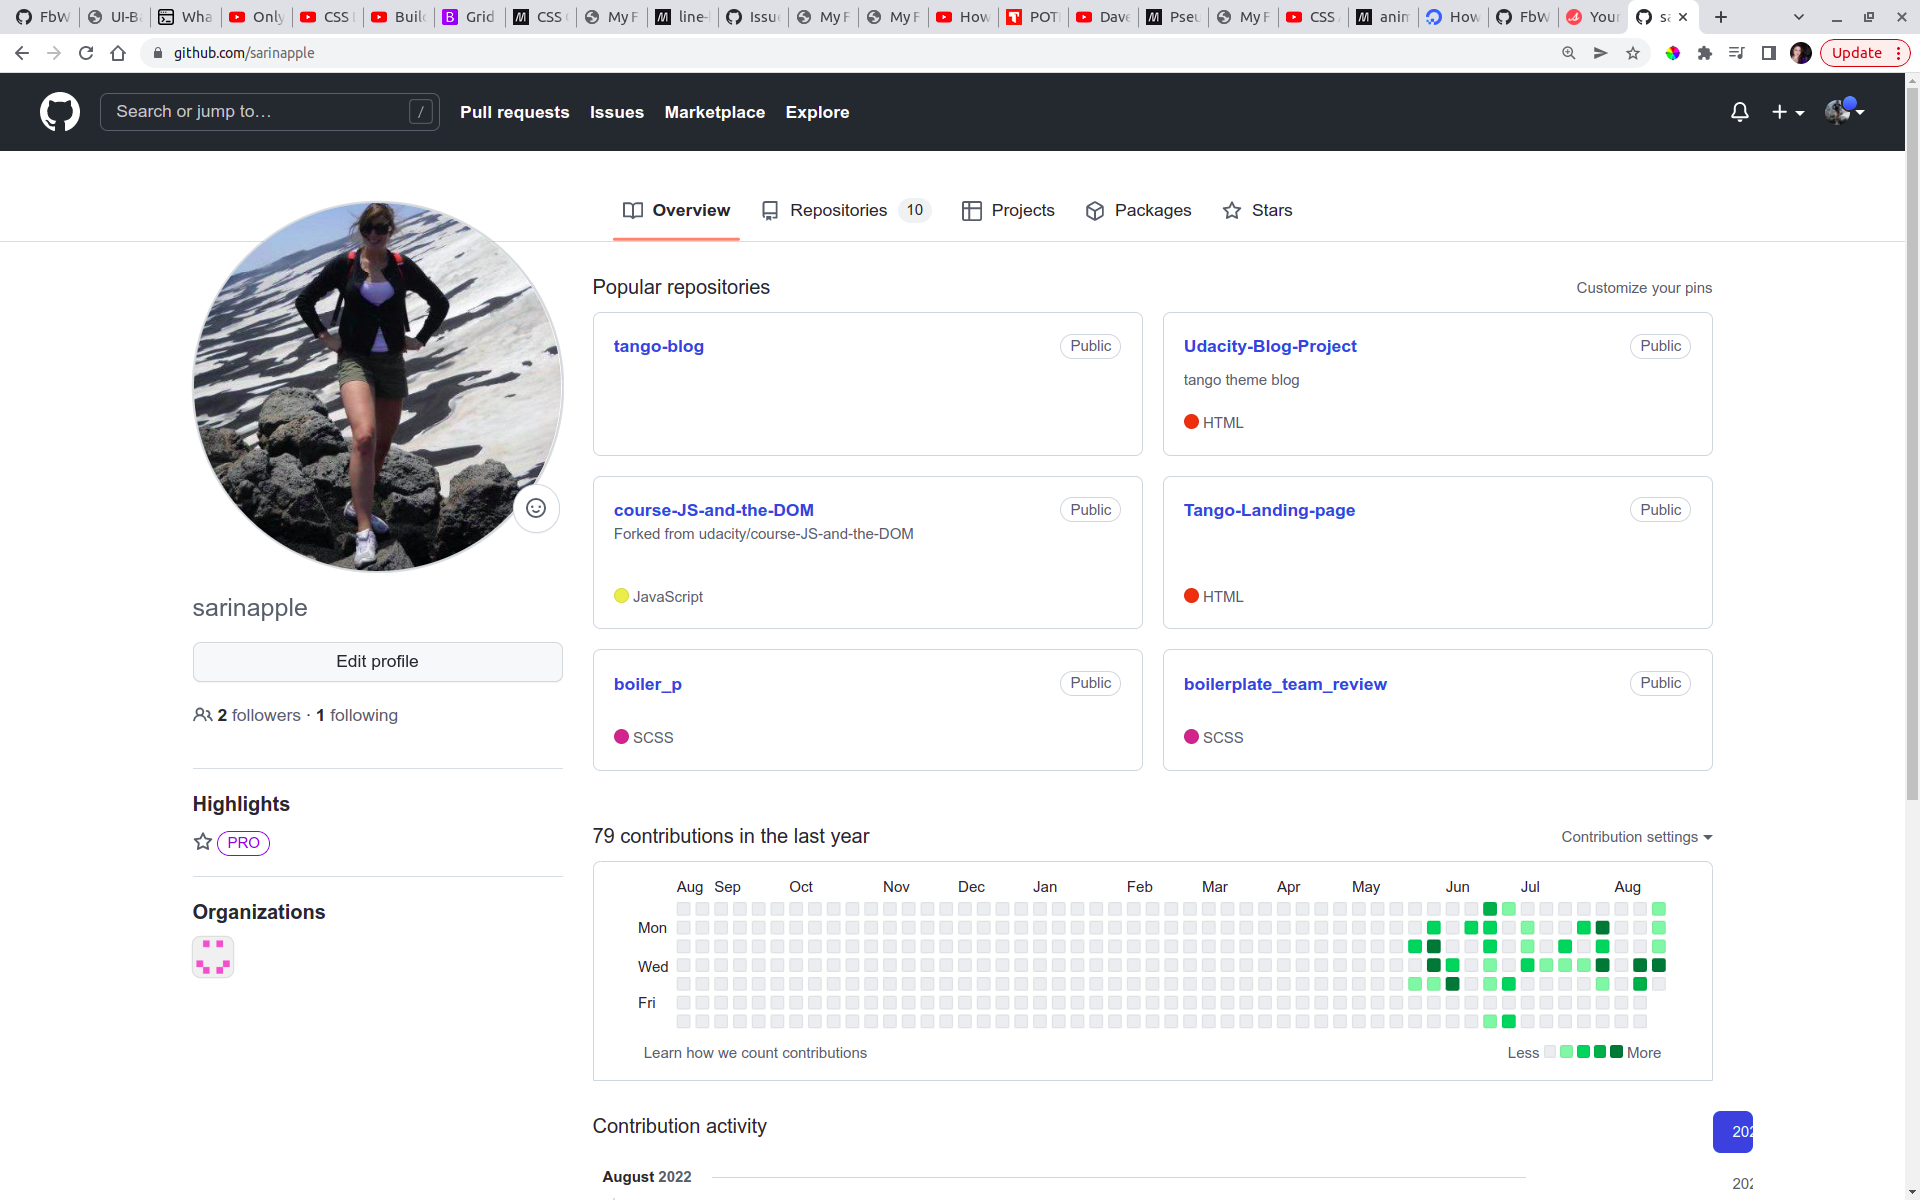 FbW
UI-Ba
Wha
Only
CSS
Buil
Grid
CSS
My F
line-
Issu
My F
My F
How
POT
Dave
Pseu
My F
CSS
anim
How
FbW
Your
sa
github.com/sarinapple
Update
Search or jump to…
/
Pull requests
Issues
Marketplace
Explore
Overview
Repositories 10
Projects
Packages
Stars
Popular repositories
Customize your pins
tango-blog
Public
Udacity-Blog-Project
Public
tango theme blog
HTML
course-JS-and-the-DOM
Public
Forked from udacity/course-JS-and-the-DOM
JavaScript
Tango-Landing-page
Public
HTML
boiler_p
Public
SCSS
boilerplate_team_review
Public
SCSS
sarinapple
Edit profile
2 followers · 1 following
Highlights
PRO
Organizations
79 contributions in the last year
Contribution settings
Aug Sep Oct Nov Dec Jan Feb Mar Apr May Jun Jul Aug
Mon
Wed
Fri
Learn how we count contributions
Less
More
Contribution activity
202
August 2022
202